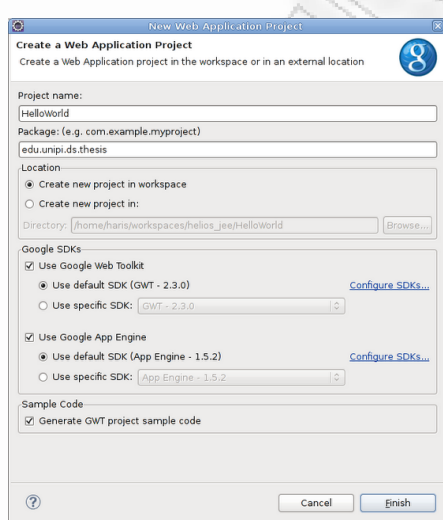 New Web Application Project
Create a Web Application Project
Create a Web Application project in the workspace or in an external location
Project name:
HelloWorld
Package: (e.g. com.example.myproject)
edu.unipi.ds.thesis
Location
Create new project in workspace
Create new project in:
Directory: /home/haris/workspaces/helios_jee/HelloWorld Browse...
Google SDKs
Use Google Web Toolkit
Use default SDK (GWT - 2.3.0) Configure SDKs...
Use specific SDK: GWT - 2.3.0
Use Google App Engine
Use default SDK (App Engine - 1.5.2) Configure SDKs...
Use specific SDK: App Engine - 1.5.2
Sample Code
Generate GWT project sample code
? Cancel Finish